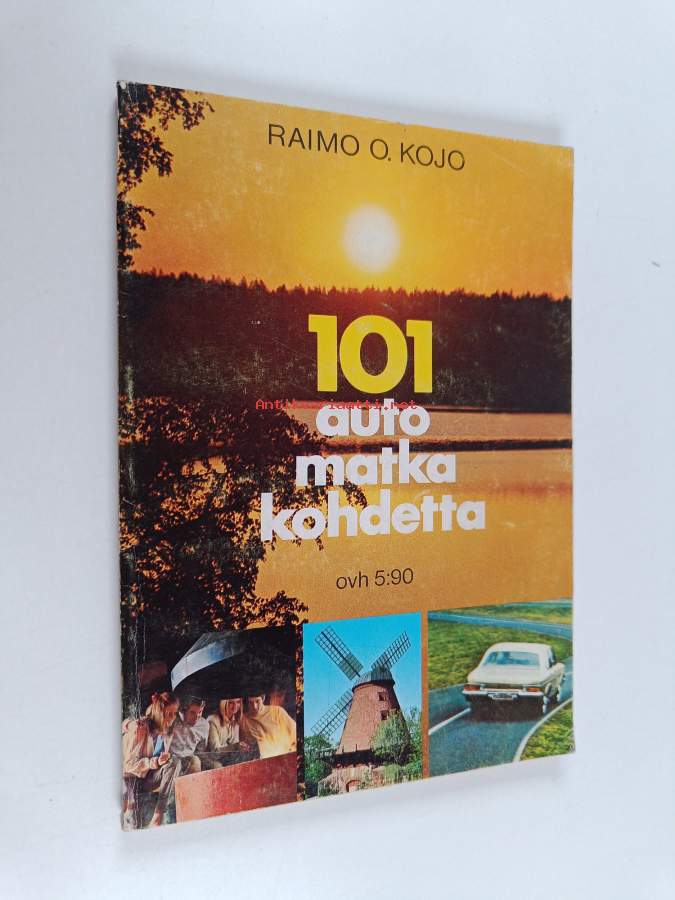 RAIMO O. KOJO
101
Antikvariaatti.net
auto
matka
kohdetta
ovh 5:90